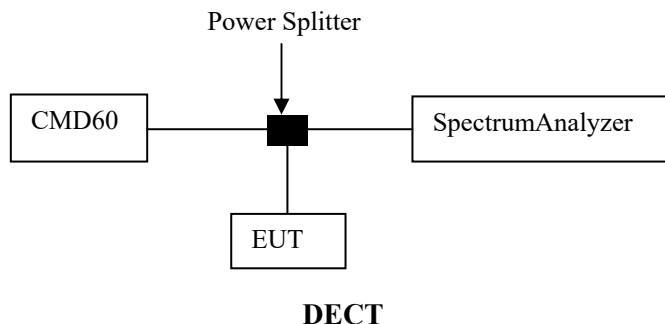 Power Splitter
CMD60
SpectrumAnalyzer
EUT
DECT